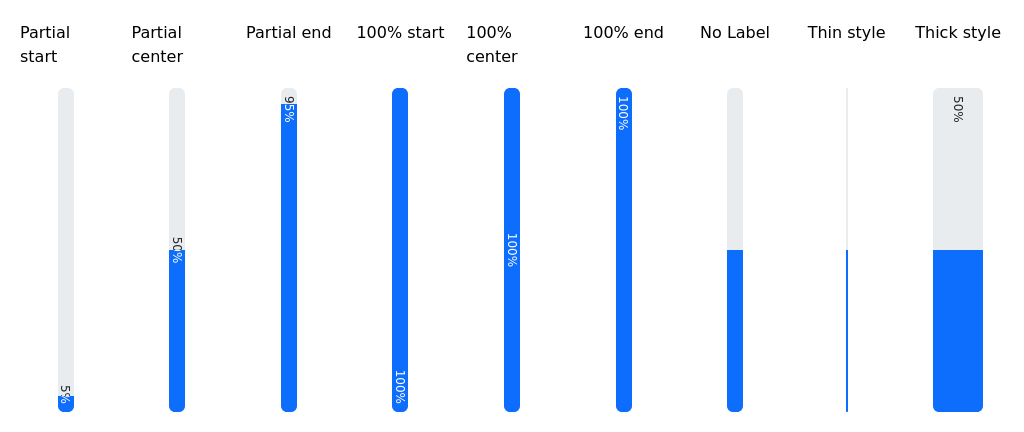 Partial
start
Partial
center
Partial end
100% start
100%
center
100% end
No Label
Thin style
Thick style
5%
50%
95%
100%
100%
100%
50%